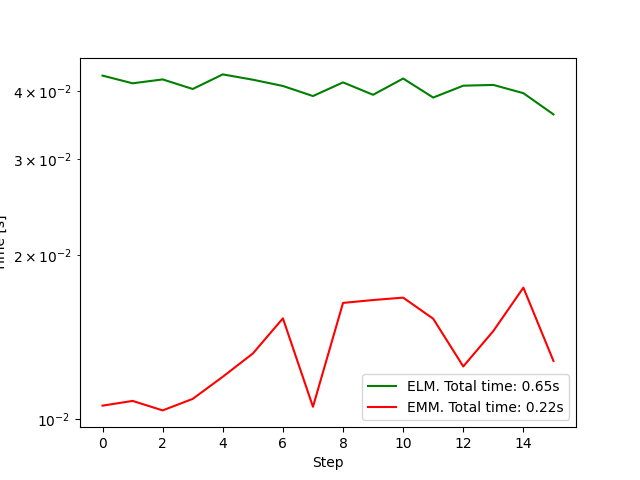 4 × 10⁻²
3 × 10⁻²
2 × 10⁻²
10⁻²
0 2 4 6 8 10 12 14
Step
ELM. Total time: 0.65s
EMM. Total time: 0.22s